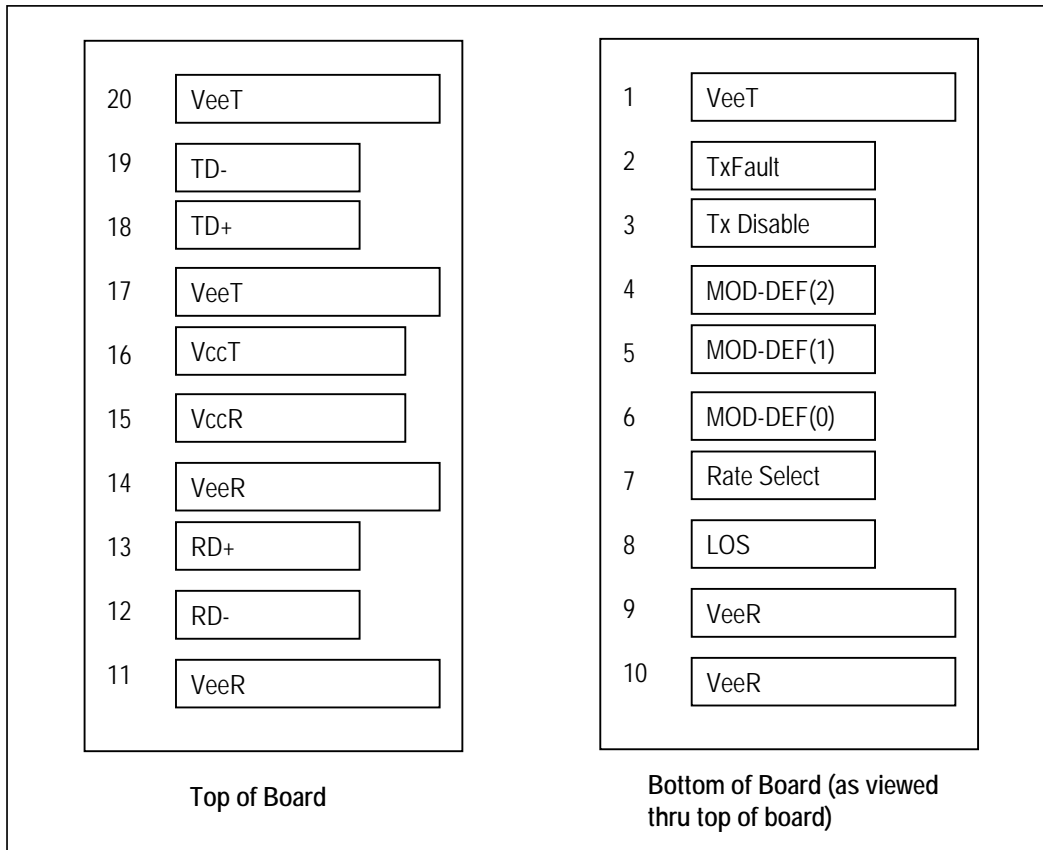 20 VeeT
19 TD-
18 TD+
17 VeeT
16 VccT
15 VccR
14 VeeR
13 RD+
12 RD-
11 VeeR
Top of Board
1 VeeT
2 TxFault
3 Tx Disable
4 MOD-DEF(2)
5 MOD-DEF(1)
6 MOD-DEF(0)
7 Rate Select
8 LOS
9 VeeR
10 VeeR
Bottom of Board (as viewed
thru top of board)